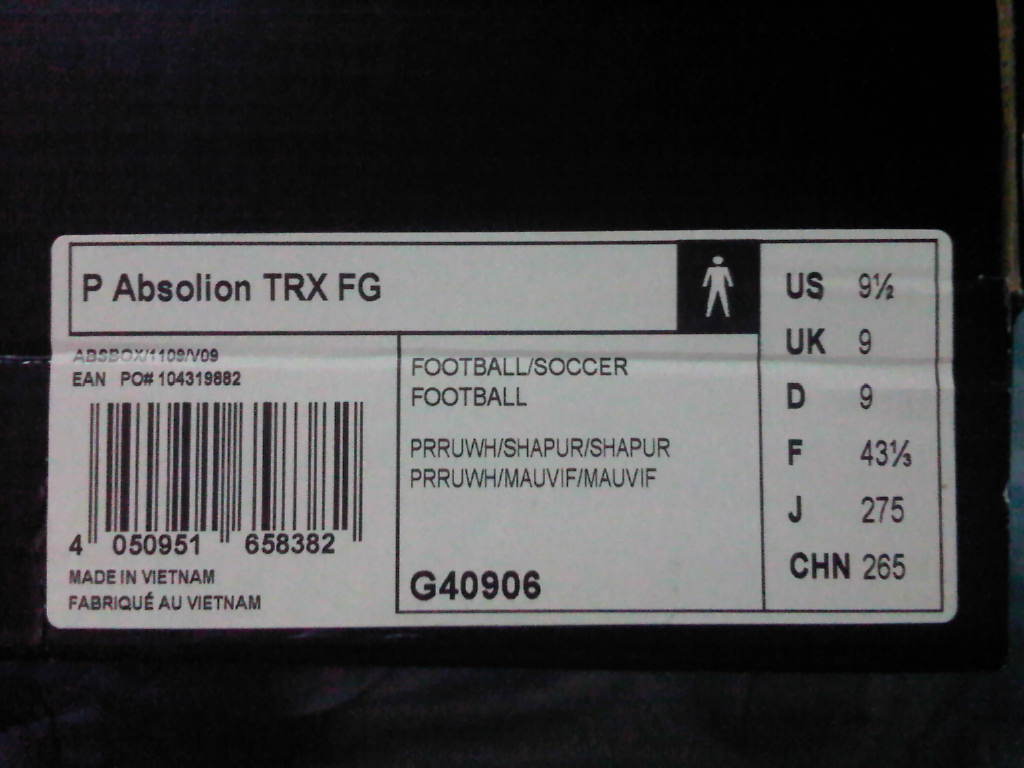 P Absolion TRX FG
ABSBOX/1109/V09
EAN PO# 104319882
4 050951 658382
MADE IN VIETNAM
FABRIQUÉ AU VIETNAM
FOOTBALL/SOCCER
FOOTBALL
PRRUWH/SHAPUR/SHAPUR
PRRUWH/MAUVIF/MAUVIF
G40906
US 9½
UK 9
D 9
F 43⅓
J 275
CHN 265